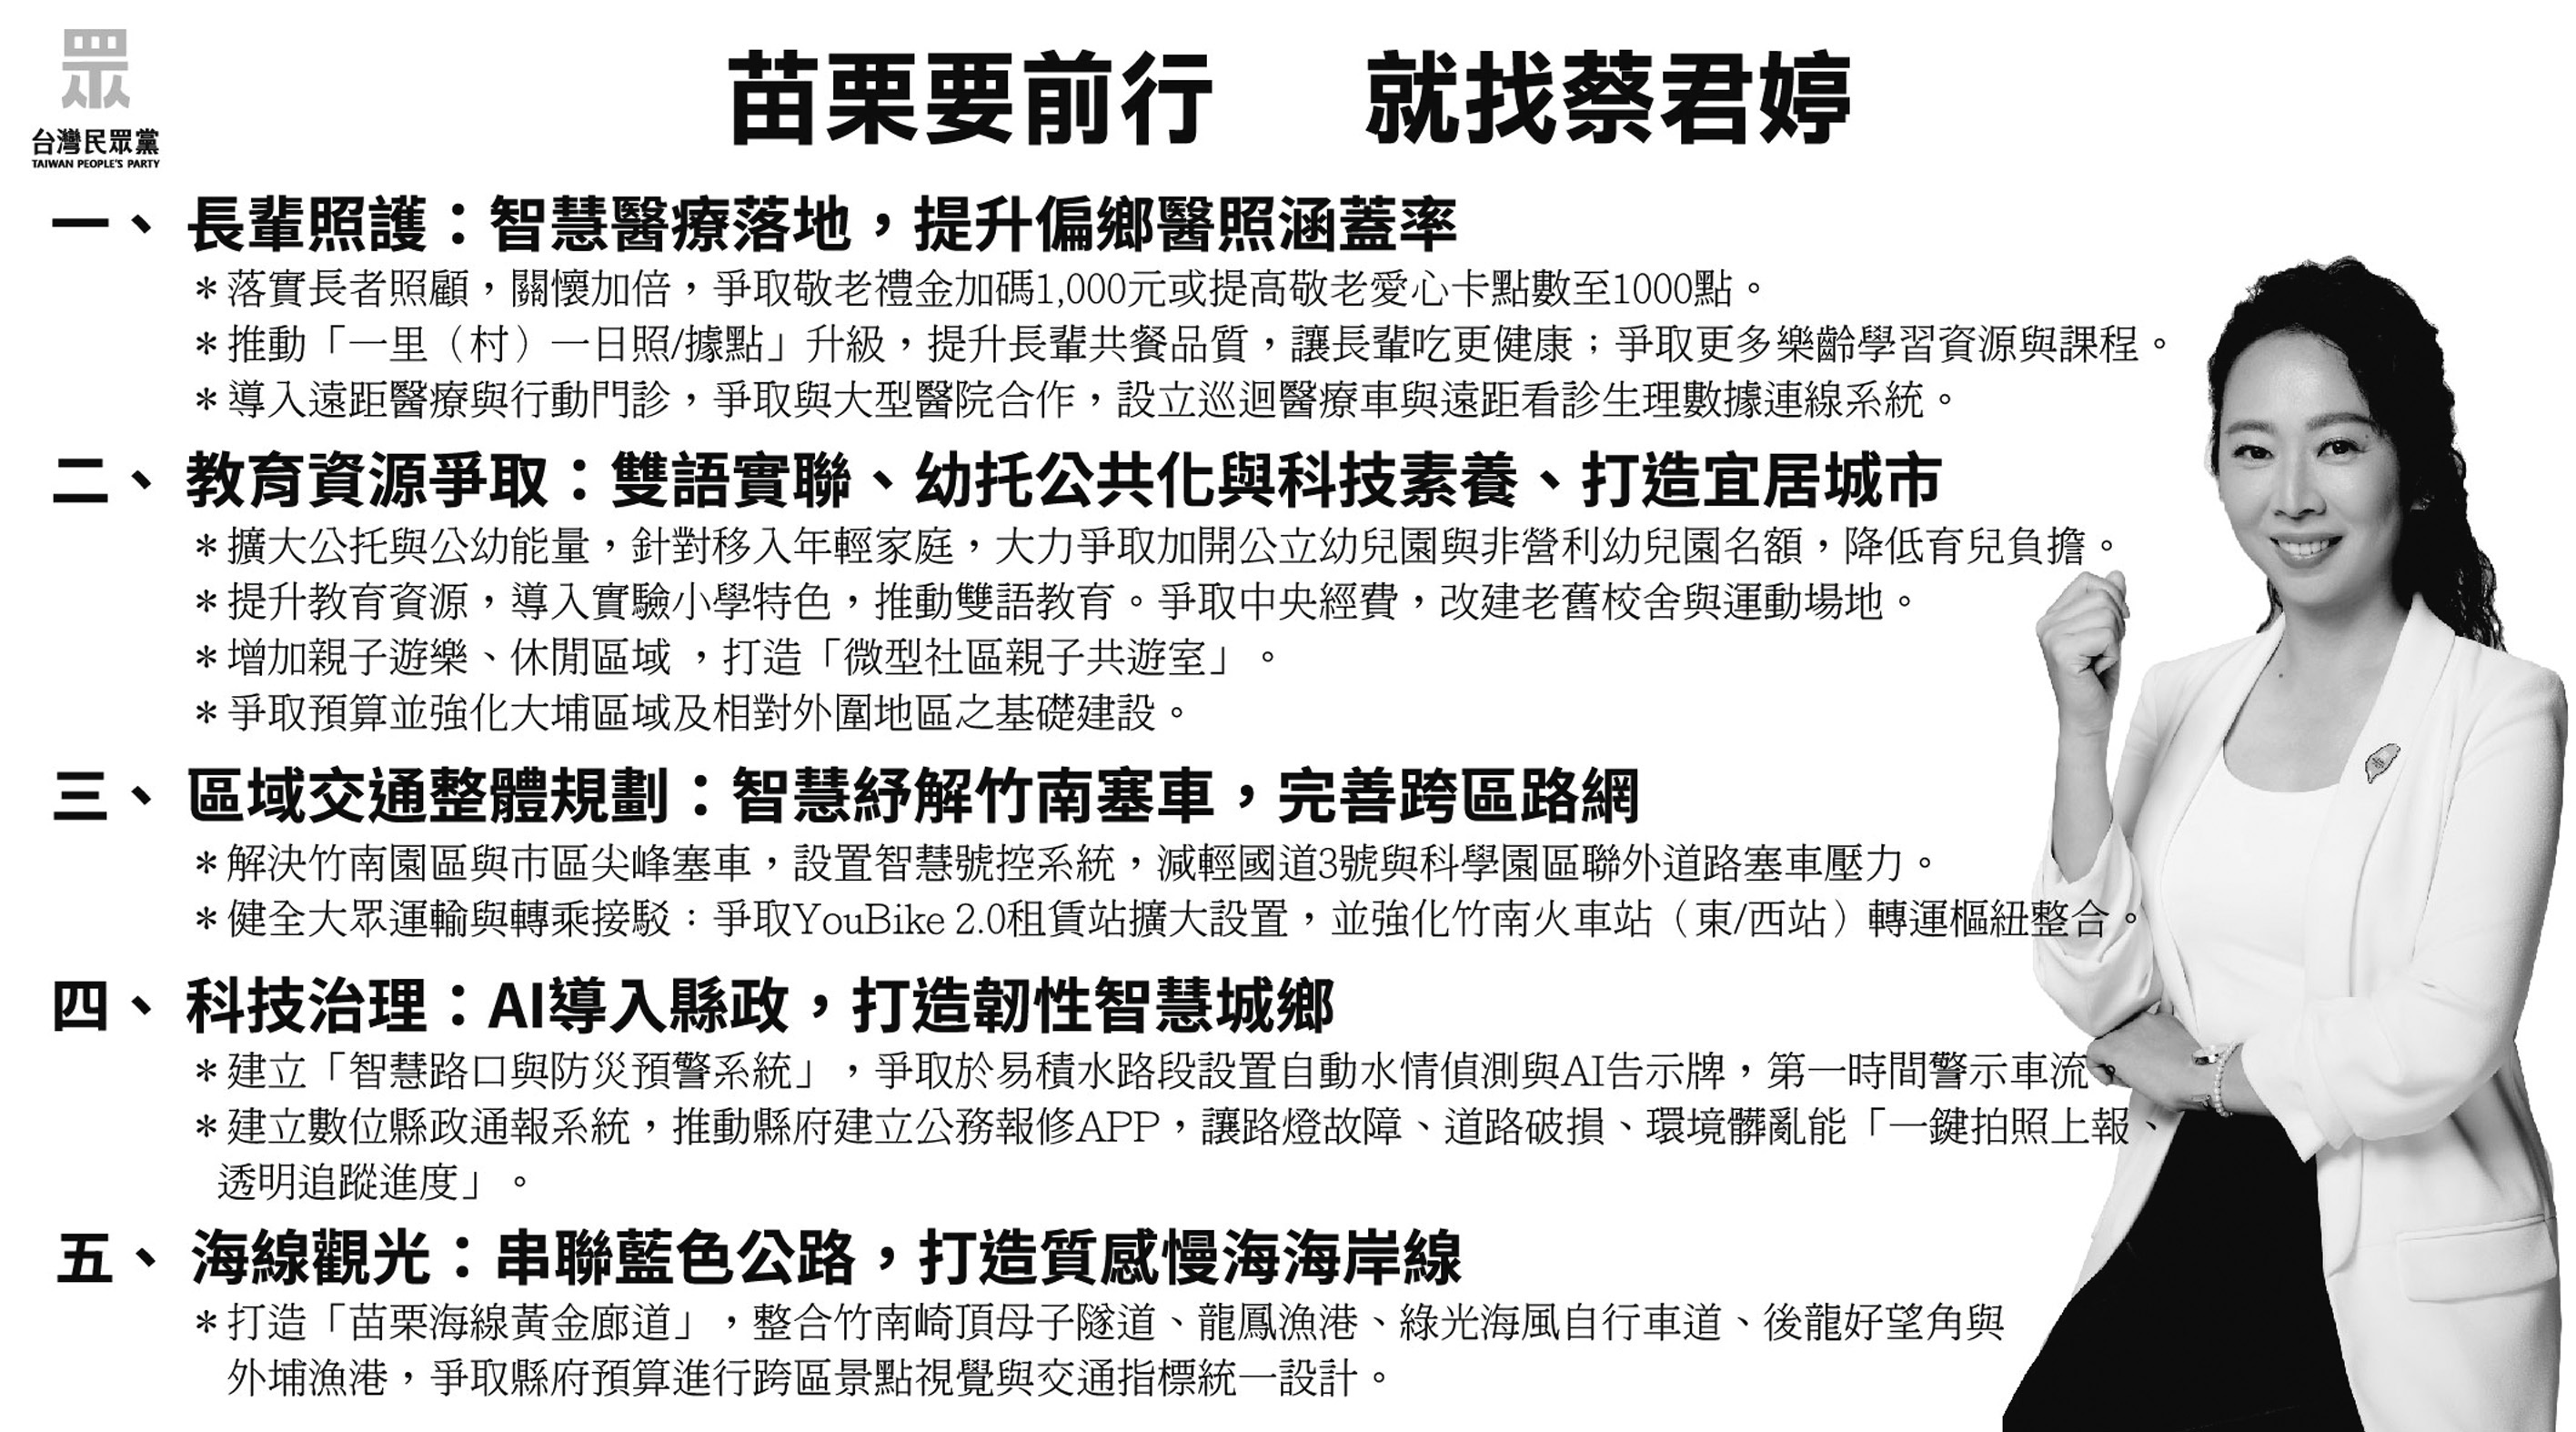 眾
台灣民眾黨
TAIWAN PEOPLE'S PARTY
苗栗要前行 就找蔡君婷
一、長輩照護：智慧醫療落地，提升偏鄉醫照涵蓋率
＊落實長者照顧，關懷加倍，爭取敬老禮金加碼1,000元或提高敬老愛心卡點數至1000點。
＊推動「一里（村）一日照/據點」升級，提升長輩共餐品質，讓長輩吃更健康；爭取更多樂齡學習資源與課程。
＊導入遠距醫療與行動門診，爭取與大型醫院合作，設立巡迴醫療車與遠距看診生理數據連線系統。
二、教育資源爭取：雙語實聯、幼托公共化與科技素養、打造宜居城市
＊擴大公托與公幼能量，針對移入年輕家庭，大力爭取加開公立幼兒園與非營利幼兒園名額，降低育兒負擔。
＊提升教育資源，導入實驗小學特色，推動雙語教育。爭取中央經費，改建老舊校舍與運動場地。
＊增加親子遊樂、休閒區域 ，打造「微型社區親子共遊室」。
＊爭取預算並強化大埔區域及相對外圍地區之基礎建設。
三、區域交通整體規劃：智慧紓解竹南塞車，完善跨區路網
＊解決竹南園區與市區尖峰塞車，設置智慧號控系統，減輕國道3號與科學園區聯外道路塞車壓力。
＊健全大眾運輸與轉乘接駁：爭取YouBike 2.0租賃站擴大設置，並強化竹南火車站（東/西站）轉運樞紐整合。
四、科技治理：AI導入縣政，打造韌性智慧城鄉
＊建立「智慧路口與防災預警系統」，爭取於易積水路段設置自動水情偵測與AI告示牌，第一時間警示車流。
＊建立數位縣政通報系統，推動縣府建立公務報修APP，讓路燈故障、道路破損、環境髒亂能「一鍵拍照上報、
透明追蹤進度」。
五、海線觀光：串聯藍色公路，打造質感慢海海岸線
＊打造「苗栗海線黃金廊道」，整合竹南崎頂母子隧道、龍鳳漁港、綠光海風自行車道、後龍好望角與
外埔漁港，爭取縣府預算進行跨區景點視覺與交通指標統一設計。